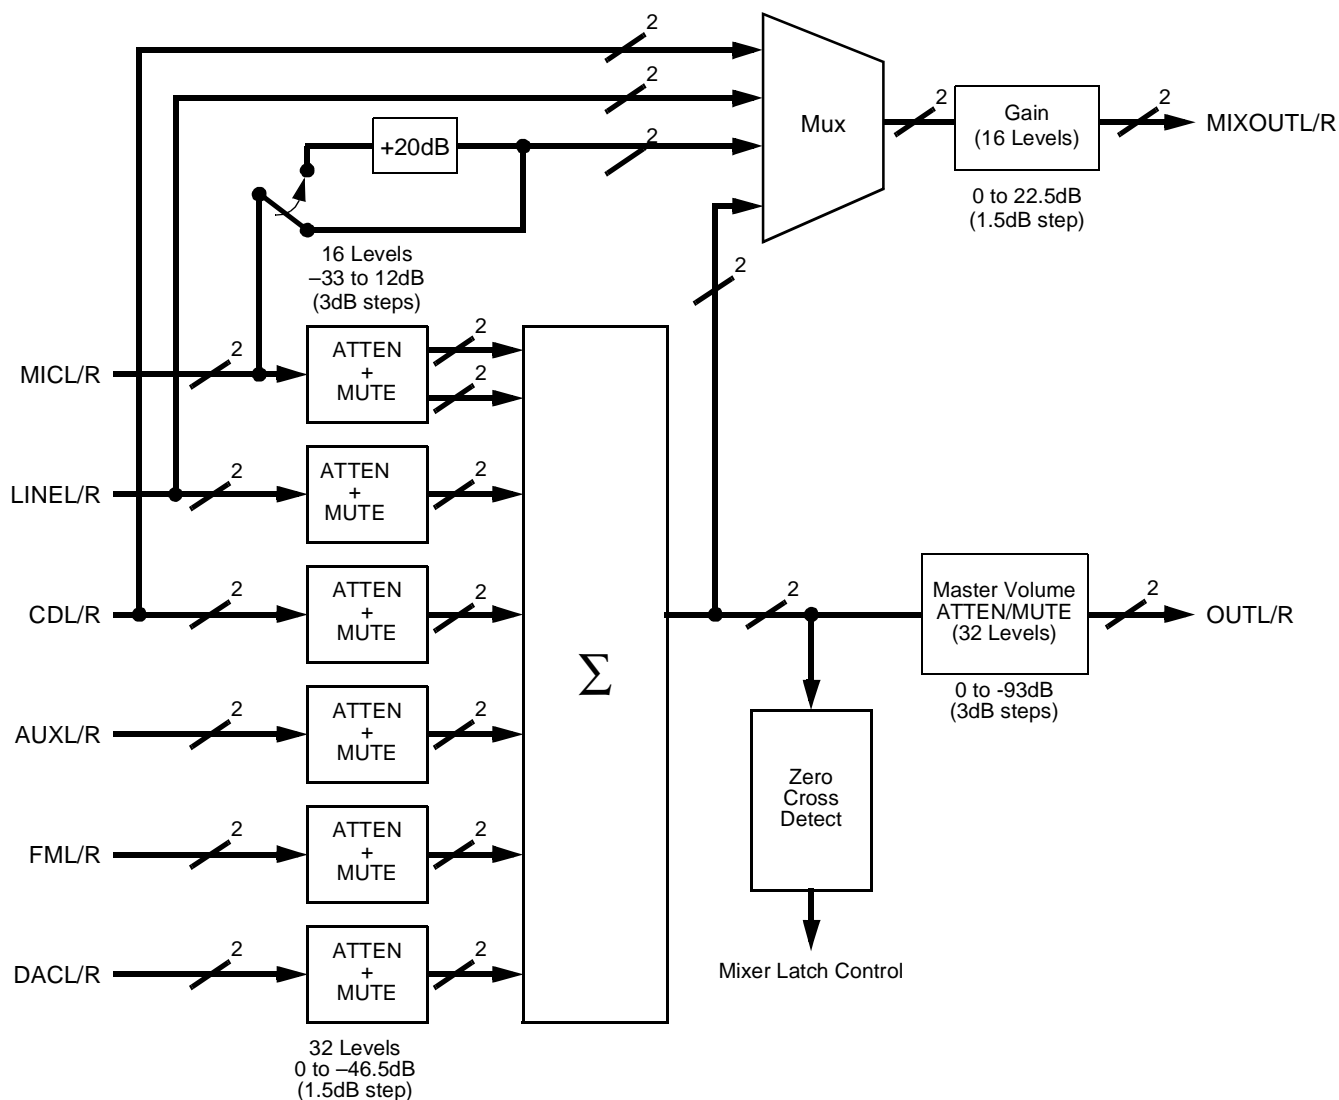 2
2
2
Mux
2
Gain
(16 Levels)
2
MIXOUTL/R
0 to 22.5dB
(1.5dB step)
+20dB
16 Levels
–33 to 12dB
(3dB steps)
2
MICL/R
2
ATTEN
+
MUTE
2
2
LINEL/R
2
ATTEN
+
MUTE
2
CDL/R
2
ATTEN
+
MUTE
2
AUXL/R
2
ATTEN
+
MUTE
2
FML/R
2
ATTEN
+
MUTE
2
DACL/R
2
ATTEN
+
MUTE
2
32 Levels
0 to –46.5dB
(1.5dB step)
Σ
2
Master Volume
ATTEN/MUTE
(32 Levels)
2
OUTL/R
0 to -93dB
(3dB steps)
Zero
Cross
Detect
Mixer Latch Control